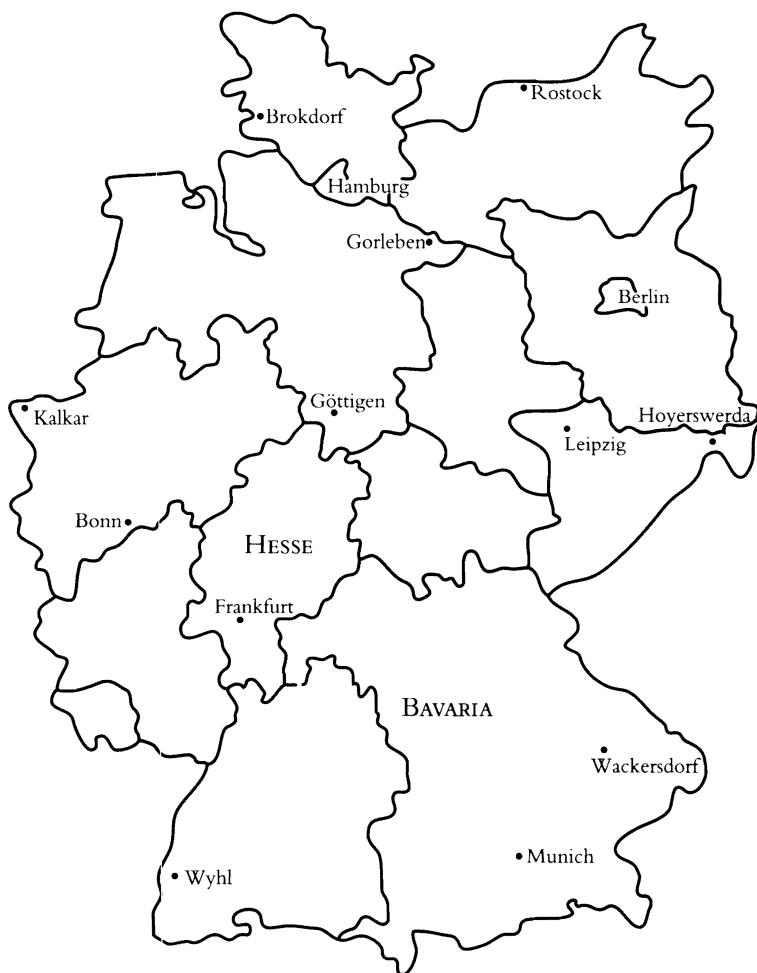 Rostock
Brokdorf
Hamburg
Gorleben
Berlin
Göttigen
Kalkar
Hoyerswerda
Leipzig
Bonn
HESSE
Frankfurt
BAVARIA
Wackersdorf
Munich
Wyhl